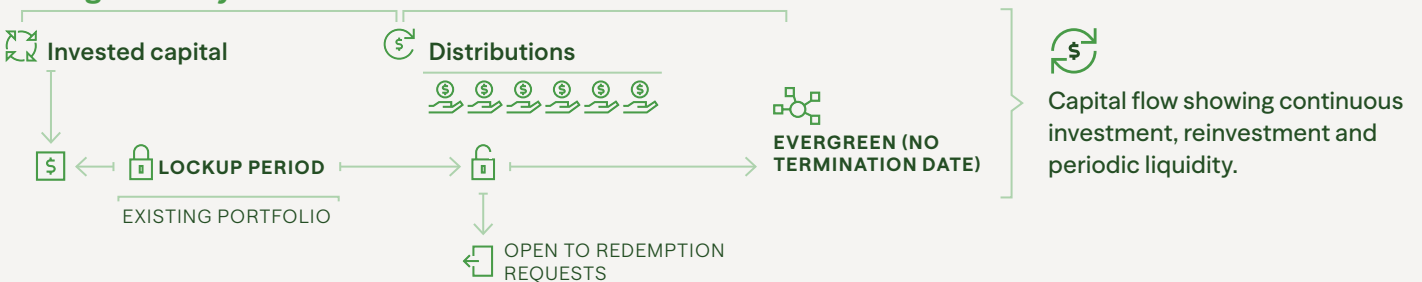 Invested capital
Distributions
$ $ $ $ $ $
EVERGREEN (NO
TERMINATION DATE)
$
LOCKUP PERIOD
EXISTING PORTFOLIO
OPEN TO REDEMPTION
REQUESTS
$
Capital flow showing continuous
investment, reinvestment and
periodic liquidity.